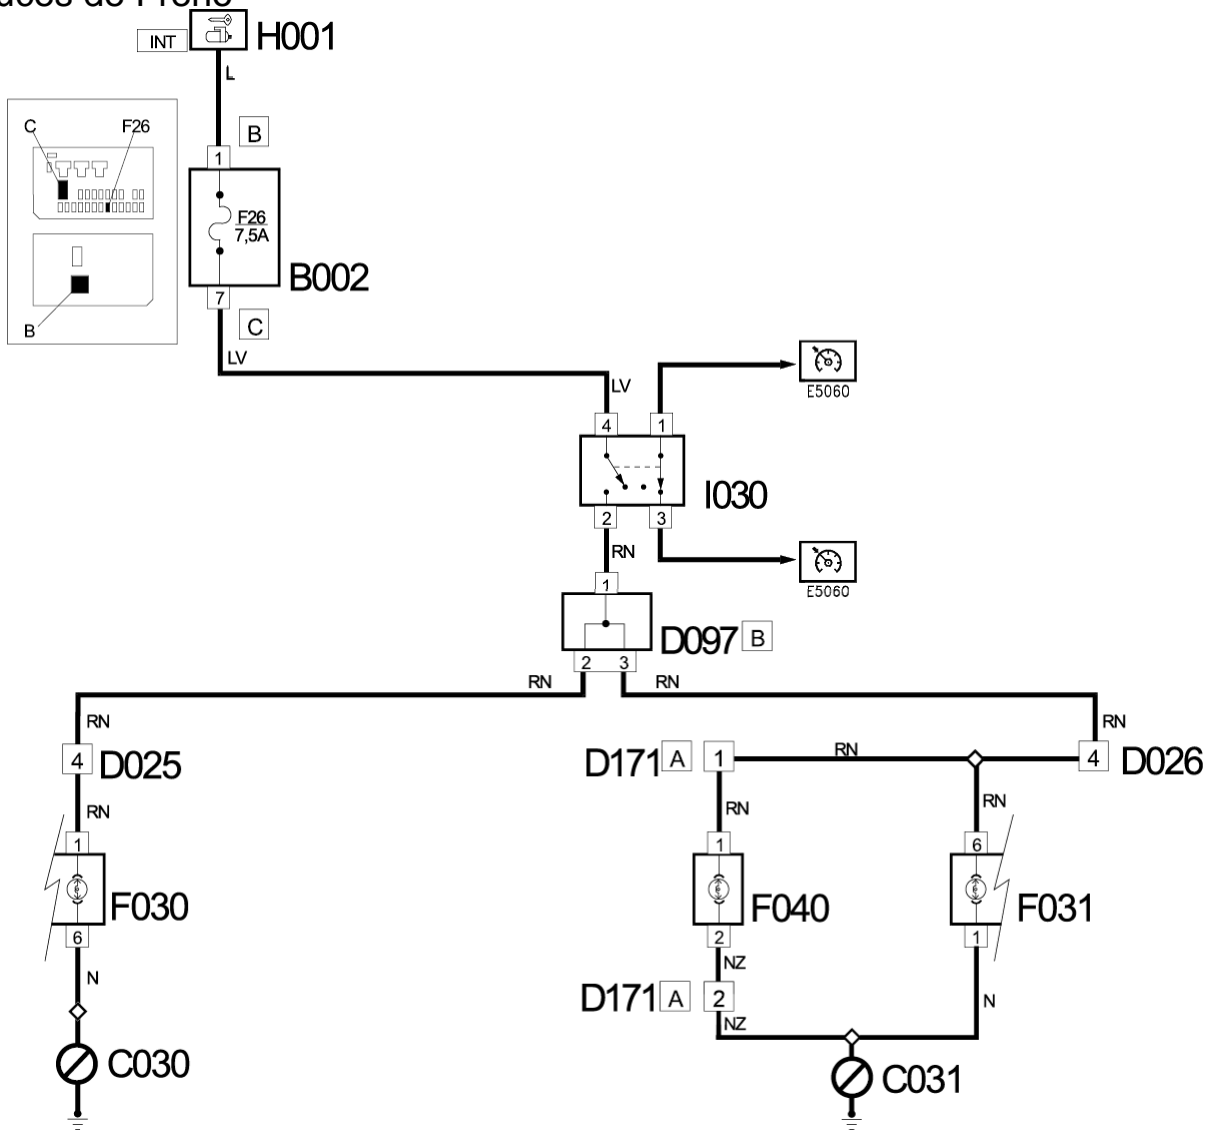 H001
INT
L
B
C F26
1
F26
7,5A
B002
B
7
C
LV
LV
E5060
4 1
I030
2 3
RN
E5060
1
D097 B
2 3
RN RN
RN RN
4 D025
D171 A 1
RN
4 D026
RN RN RN
1 1 6
F030 F040 F031
6 2 1
N NZ N
D171 A 2
NZ
C030 C031